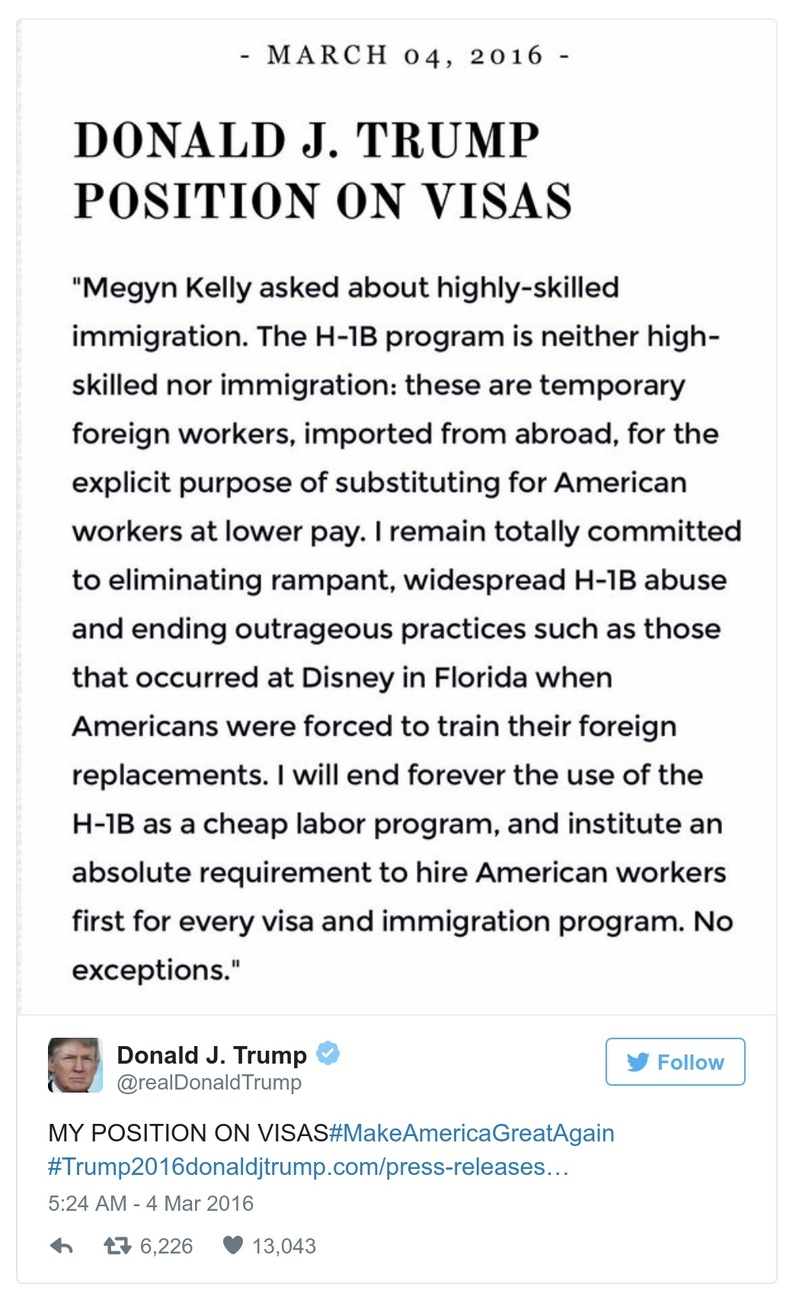 - MARCH 04, 2016 -
DONALD J. TRUMP
POSITION ON VISAS
"Megyn Kelly asked about highly-skilled
immigration. The H-1B program is neither high-
skilled nor immigration: these are temporary
foreign workers, imported from abroad, for the
explicit purpose of substituting for American
workers at lower pay. I remain totally committed
to eliminating rampant, widespread H-1B abuse
and ending outrageous practices such as those
that occurred at Disney in Florida when
Americans were forced to train their foreign
replacements. I will end forever the use of the
H-1B as a cheap labor program, and institute an
absolute requirement to hire American workers
first for every visa and immigration program. No
exceptions."
Donald J. Trump
Follow
@realDonaldTrump
MY POSITION ON VISAS#MakeAmericaGreatAgain
#Trump2016donaldjtrump.com/press-releases…
5:24 AM - 4 Mar 2016
6,226 13,043